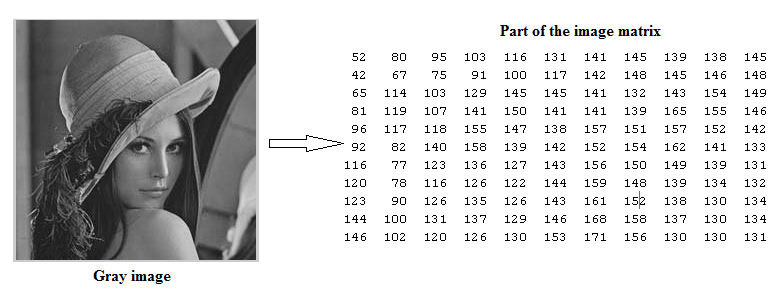 Part of the image matrix
52 80 95 103 116 131 141 145 139 138 145
42 67 75 91 100 117 142 148 145 146 148
65 114 103 129 145 145 141 132 143 154 149
81 119 107 141 150 141 141 139 165 155 146
96 117 118 155 147 138 157 151 157 152 142
92 82 140 158 139 142 152 154 162 141 133
116 77 123 136 127 143 156 150 149 139 131
120 78 116 126 122 144 159 148 139 134 132
123 90 126 135 126 143 161 152 138 130 134
144 100 131 137 129 146 168 158 137 130 134
146 102 120 126 130 153 171 156 130 130 131
Gray image